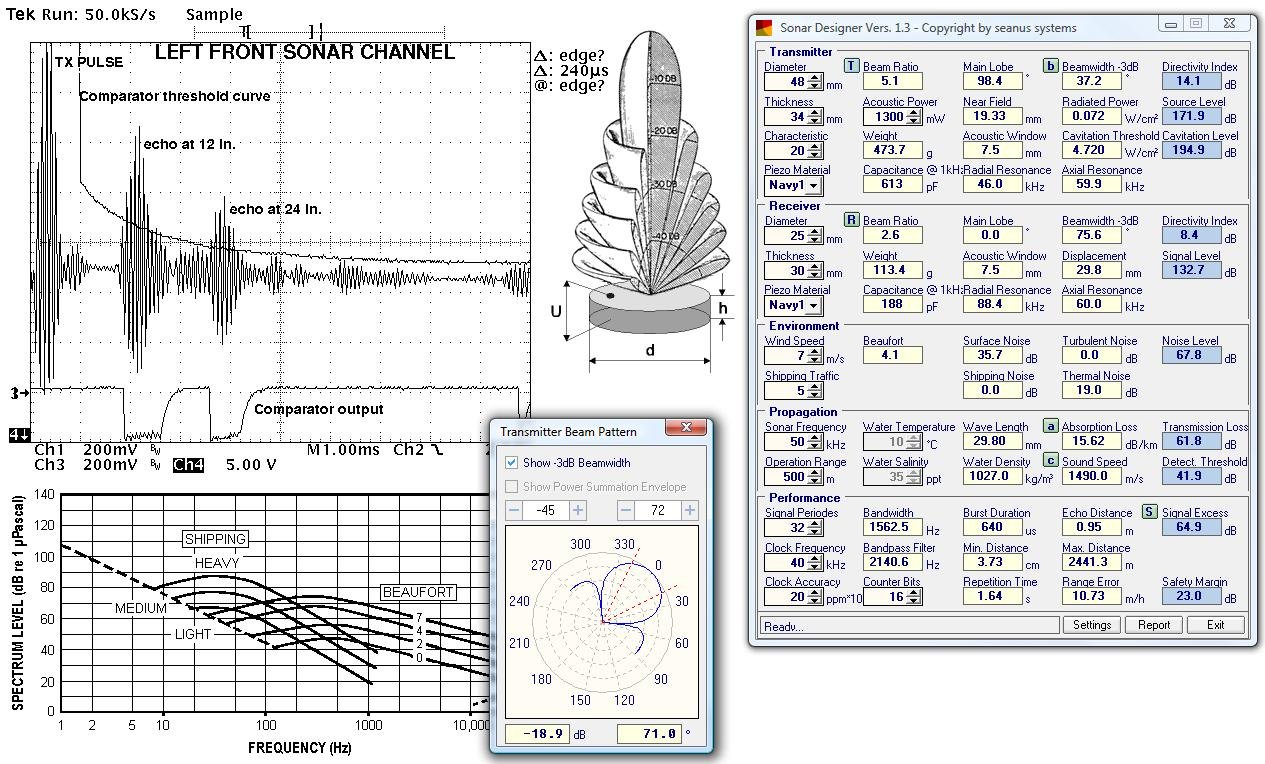 Tek Run: 50.0kS/s Sample
LEFT FRONT SONAR CHANNEL
TX PULSE
Comparator threshold curve
echo at 12 In.
echo at 24 In.
Comparator output
Δ: edge?
Δ: 240µs
@: edge?
3→
4
Ch1 200mV BW M1.00ms Ch2
Ch3 200mV BW Ch4 5.00 V
-10 DB
-20 DB
-30 DB
-40 DB
U
h
d
SPECTRUM LEVEL (dB re 1 µPascal)
140
120
100
80
60
40
20
0
SHIPPING
HEAVY
MEDIUM
LIGHT
BEAUFORT
7
4
2
0
1 2 5 10 100 1000 10,000
FREQUENCY (Hz)
Transmitter Beam Pattern
Show -3dB Beamwidth
Show Power Summation Envelope
− -45 + − 72 +
300 330
270 0
240 30
210 60
180 90
150 120
-18.9 dB 71.0 °
Sonar Designer Vers. 1.3 - Copyright by seanus systems
Transmitter
Diameter T Beam Ratio Main Lobe b Beamwidth -3dB Directivity Index
48 mm 5.1 98.4 ° 37.2 ° 14.1 dB
Thickness Acoustic Power Near Field Radiated Power Source Level
34 mm 1300 mW 19.33 mm 0.072 W/cm² 171.9 dB
Characteristic Weight Acoustic Window Cavitation Threshold Cavitation Level
20 473.7 g 7.5 mm 4.720 W/cm² 194.9 dB
Piezo Material Capacitance @ 1kHz Radial Resonance Axial Resonance
Navy1 613 pF 46.0 kHz 59.9 kHz
Receiver
Diameter R Beam Ratio Main Lobe Beamwidth -3dB Directivity Index
25 mm 2.6 0.0 ° 75.6 ° 8.4 dB
Thickness Weight Acoustic Window Displacement Signal Level
30 mm 113.4 g 7.5 mm 29.8 mm 132.7 dB
Piezo Material Capacitance @ 1kHz Radial Resonance Axial Resonance
Navy1 188 pF 88.4 kHz 60.0 kHz
Environment
Wind Speed Beaufort Surface Noise Turbulent Noise Noise Level
7 m/s 4.1 35.7 dB 0.0 dB 67.8 dB
Shipping Traffic Shipping Noise Thermal Noise
5 0.0 dB 19.0 dB
Propagation
Sonar Frequency Water Temperature Wave Length a Absorption Loss Transmission Loss
50 kHz 10 °C 29.80 mm 15.62 dB/km 61.8 dB
Operation Range Water Salinity Water Density c Sound Speed Detect. Threshold
500 m 35 ppt 1027.0 kg/m³ 1490.0 m/s 41.9 dB
Performance
Signal Periodes Bandwidth Burst Duration Echo Distance S Signal Excess
32 1562.5 Hz 640 us 0.95 m 64.9 dB
Clock Frequency Bandpass Filter Min. Distance Max. Distance
40 kHz 2140.6 Hz 3.73 cm 2441.3 m
Clock Accuracy Counter Bits Repetition Time Range Error Safety Margin
20 ppm*10 16 1.64 s 10.73 m/h 23.0 dB
Ready... Settings Report Exit